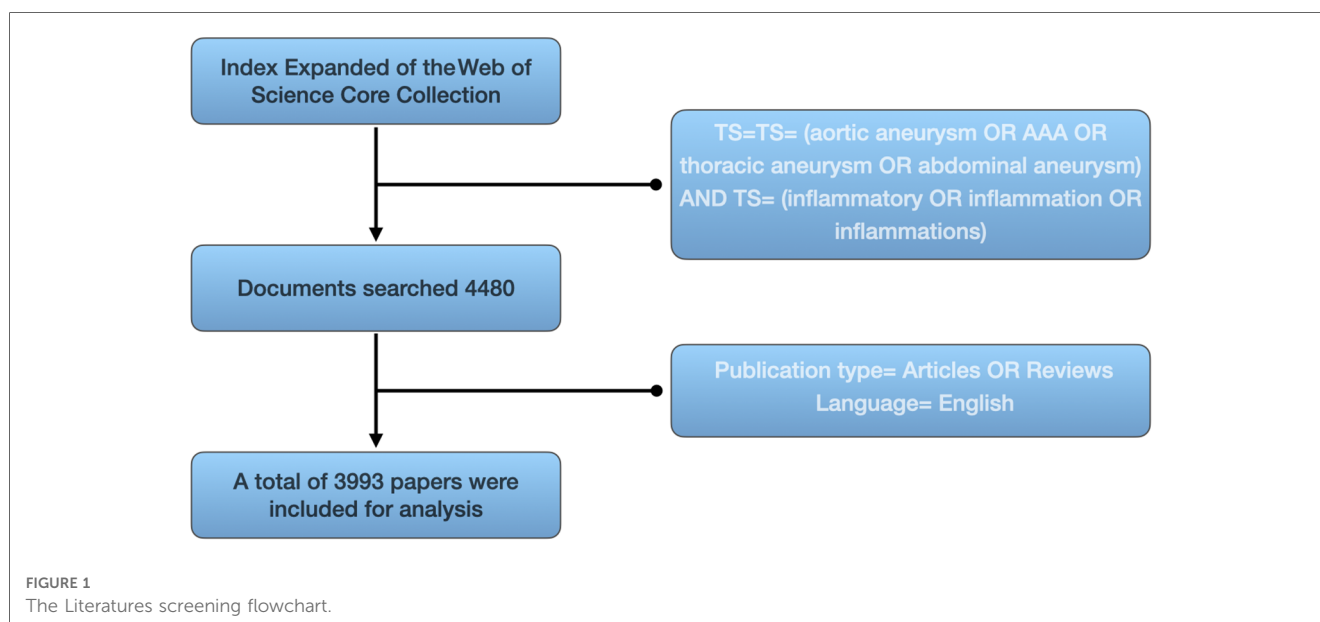 Index Expanded of the Web of
Science Core Collection
TS=TS= (aortic aneurysm OR AAA OR
thoracic aneurysm OR abdominal aneurysm)
AND TS= (inflammatory OR inflammation OR
inflammations)
Documents searched 4480
Publication type= Articles OR Reviews
Language= English
A total of 3993 papers were
included for analysis
FIGURE 1
The Literatures screening flowchart.